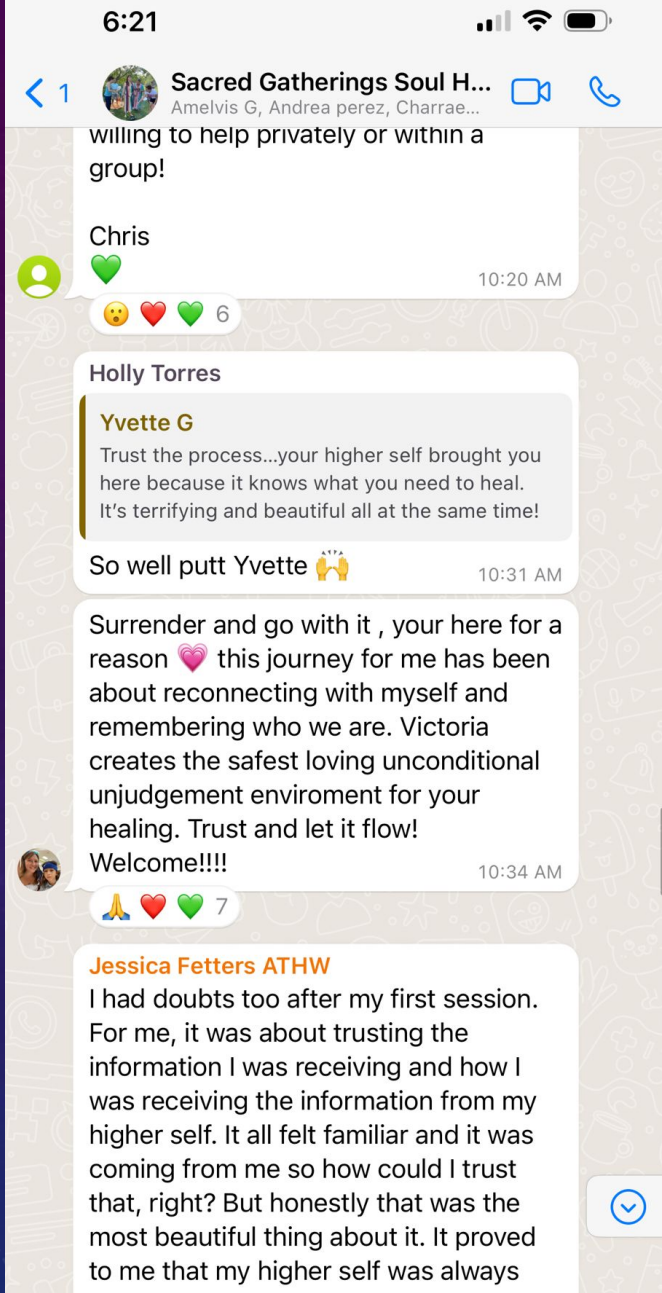 6:21
1
Sacred Gatherings Soul H...
Amelvis G, Andrea perez, Charrae...
willing to help privately or within a
group!
Chris
💚
10:20 AM
😮 ❤️ 💚 6
Holly Torres
Yvette G
Trust the process...your higher self brought you
here because it knows what you need to heal.
It's terrifying and beautiful all at the same time!
So well putt Yvette 🙌
10:31 AM
Surrender and go with it , your here for a
reason 💗 this journey for me has been
about reconnecting with myself and
remembering who we are. Victoria
creates the safest loving unconditional
unjudgement enviroment for your
healing. Trust and let it flow!
Welcome!!!!
10:34 AM
🙏 ❤️ 💚 7
Jessica Fetters ATHW
I had doubts too after my first session.
For me, it was about trusting the
information I was receiving and how I
was receiving the information from my
higher self. It all felt familiar and it was
coming from me so how could I trust
that, right? But honestly that was the
most beautiful thing about it. It proved
to me that my higher self was always